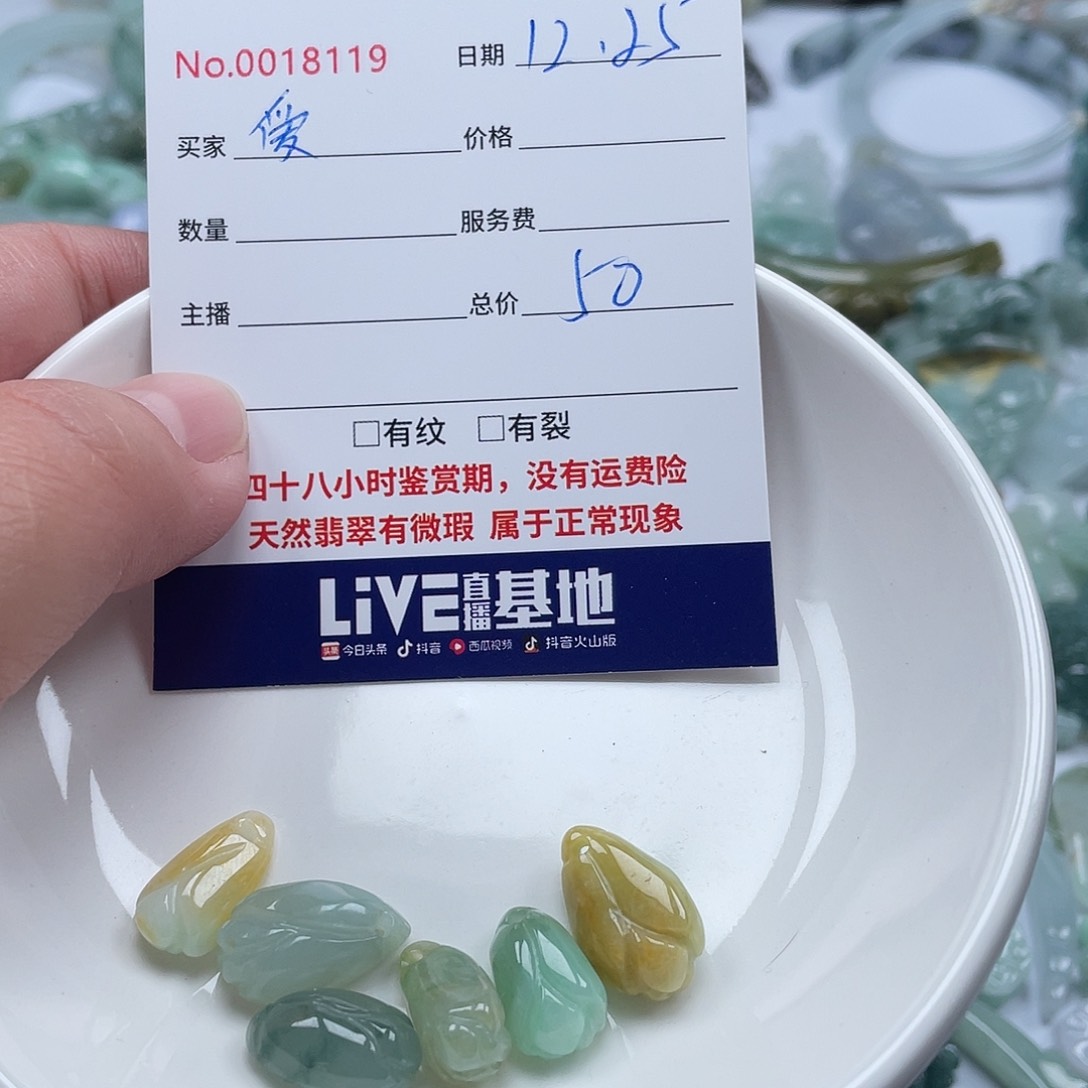 No.0018119 日期 12.25
买家 爱 价格
数量 服务费
主播 总价 50
□有纹 □有裂
四十八小时鉴赏期，没有运费险
天然翡翠有微瑕 属于正常现象
LiVE直播基地
头条 今日头条 抖音 西瓜视频 抖音火山版